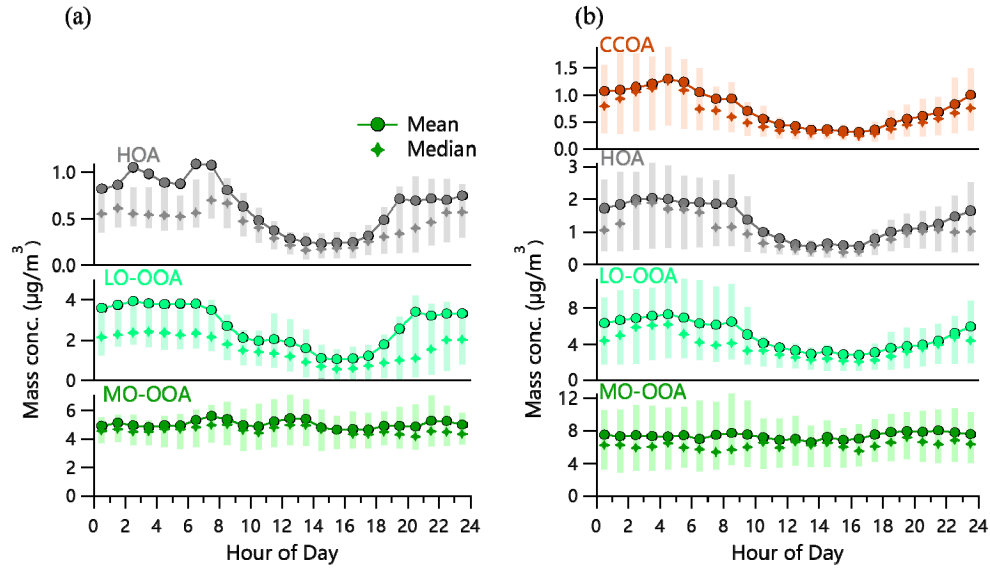 (a)
Mean
Median
HOA
1.0
0.5
0.0
LO-OOA
4
2
0
MO-OOA
6
4
2
0
0 2 4 6 8 10 12 14 16 18 20 22 24
Hour of Day
Mass conc. (μg/m³)
(b)
CCOA
1.5
1.0
0.5
0.0
HOA
3
2
1
0
LO-OOA
8
4
0
MO-OOA
12
8
4
0
0 2 4 6 8 10 12 14 16 18 20 22 24
Hour of Day
Mass conc. (μg/m³)